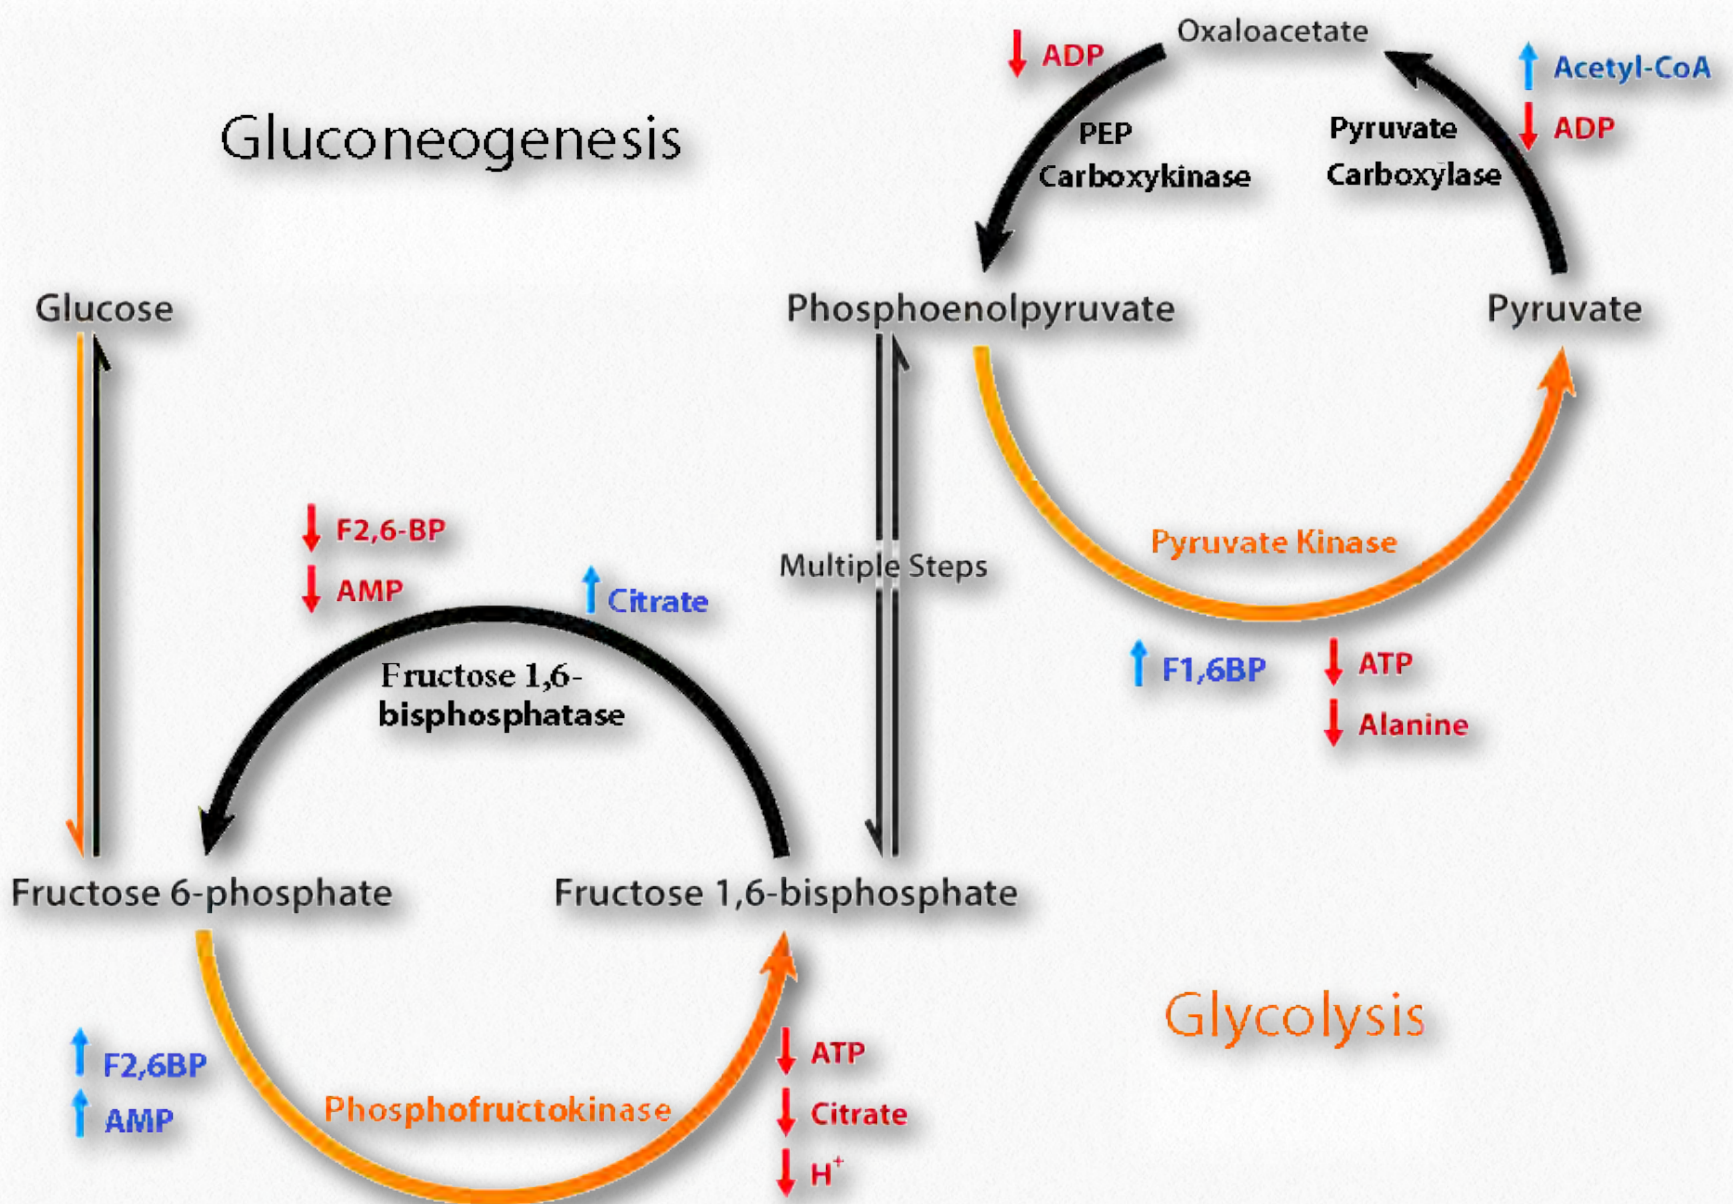 Oxaloacetate
ADP
Acetyl-CoA
ADP
Gluconeogenesis
PEP
Carboxykinase
Pyruvate
Carboxylase
Glucose
Phosphoenolpyruvate
Pyruvate
F2,6-BP
AMP
Citrate
Multiple Steps
Pyruvate Kinase
Fructose 1,6-
bisphosphatase
F1,6BP
ATP
Alanine
Fructose 6-phosphate
Fructose 1,6-bisphosphate
Glycolysis
F2,6BP
AMP
Phosphofructokinase
ATP
Citrate
H⁺